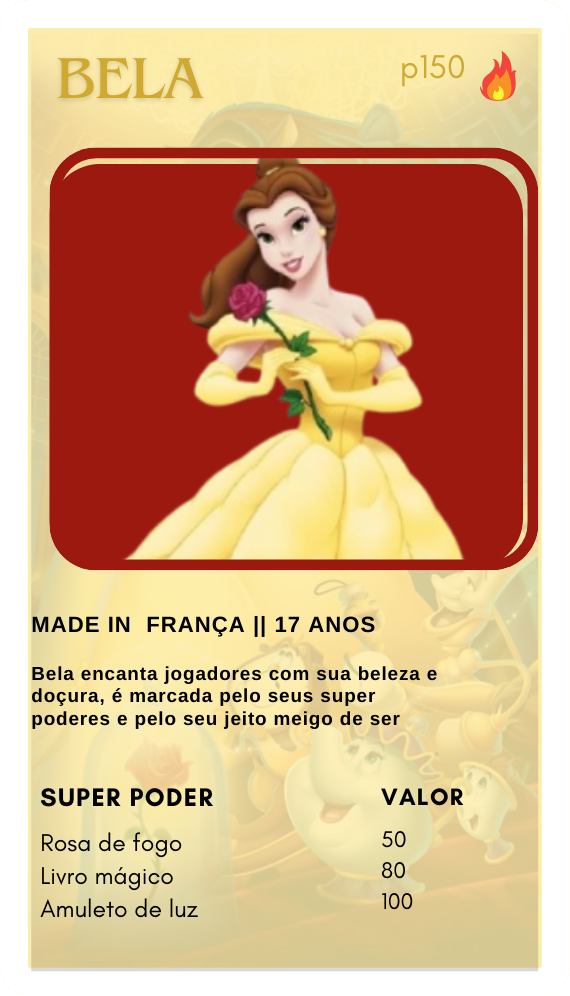 BELA
p150
MADE IN FRANÇA || 17 ANOS
Bela encanta jogadores com sua beleza e
doçura, é marcada pelo seus super
poderes e pelo seu jeito meigo de ser
SUPER PODER VALOR
Rosa de fogo 50
Livro mágico 80
Amuleto de luz 100